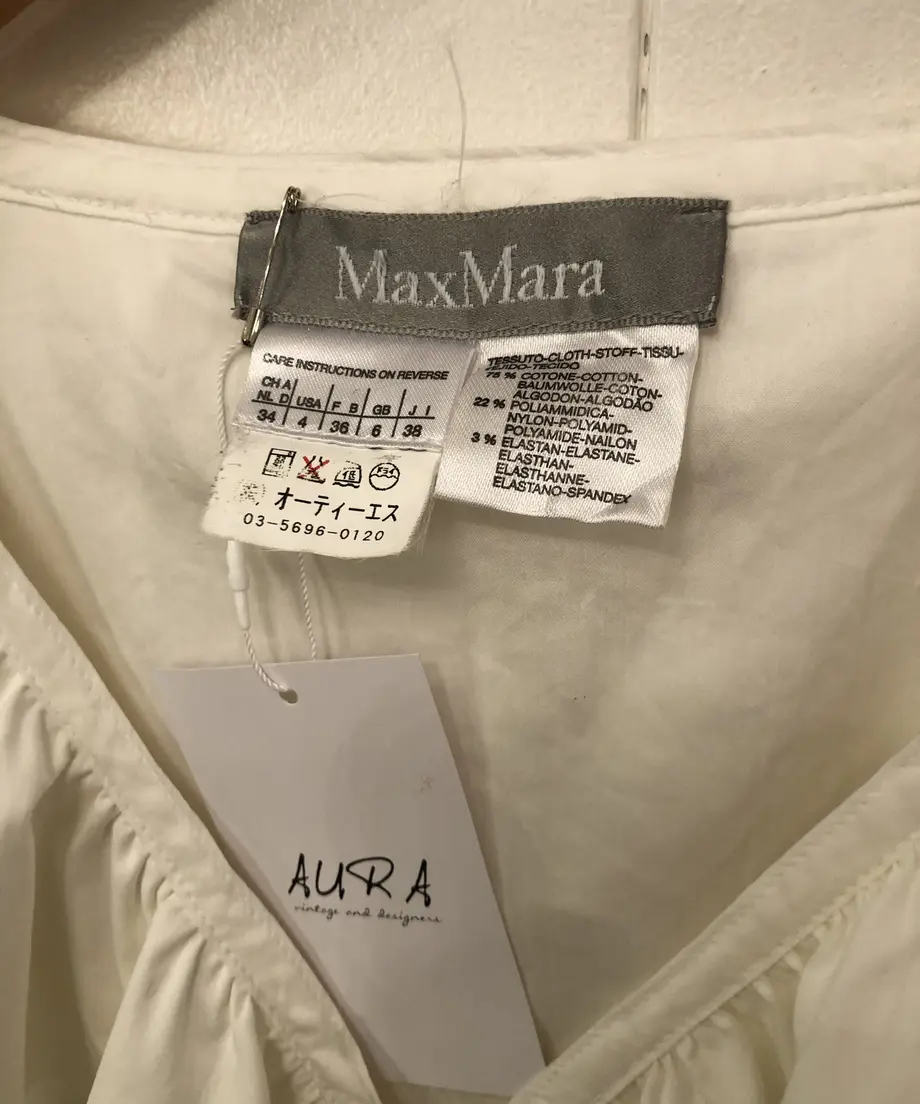 MaxMara
CARE INSTRUCTIONS ON REVERSE
CH A
NL D USA F B GB J I
34 4 36 6 38
オーティーエス
03-5696-0120
TESSUTO-CLOTH-STOFF-TISSU-
TEJIDO-TECIDO
75 % COTONE-COTTON-
BAUMWOLLE-COTON-
ALGODON-ALGODÃO
22 % POLIAMMIDICA-
NYLON-POLYAMID-
POLYAMIDE-NAILON
3 % ELASTAN-ELASTANE-
ELASTHAN-
ELASTHANNE-
ELASTANO-SPANDEX
AURA
vintage and designers